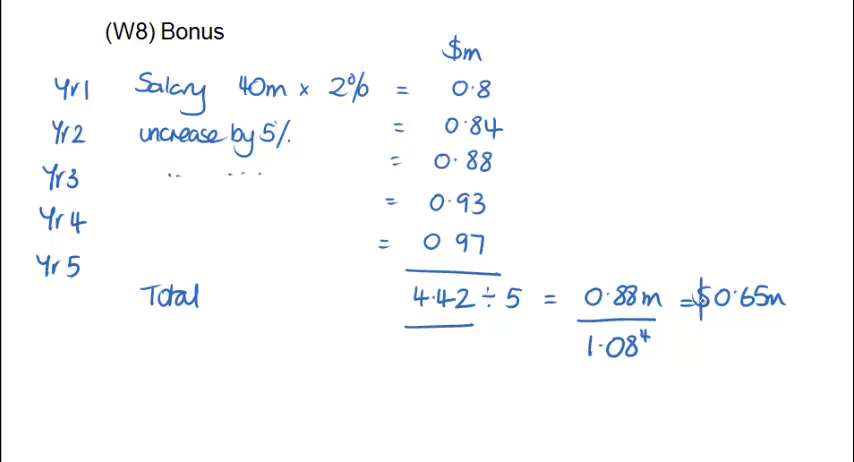 (W8) Bonus
$m
Yr1 Salary 40m × 2% = 0.8
Yr2 increase by 5%. = 0.84
Yr3 .. ... = 0.88
Yr4 = 0.93
Yr5 = 0.97
Total 4.42 ÷ 5 = 0.88m = $0.65m
1.08⁴